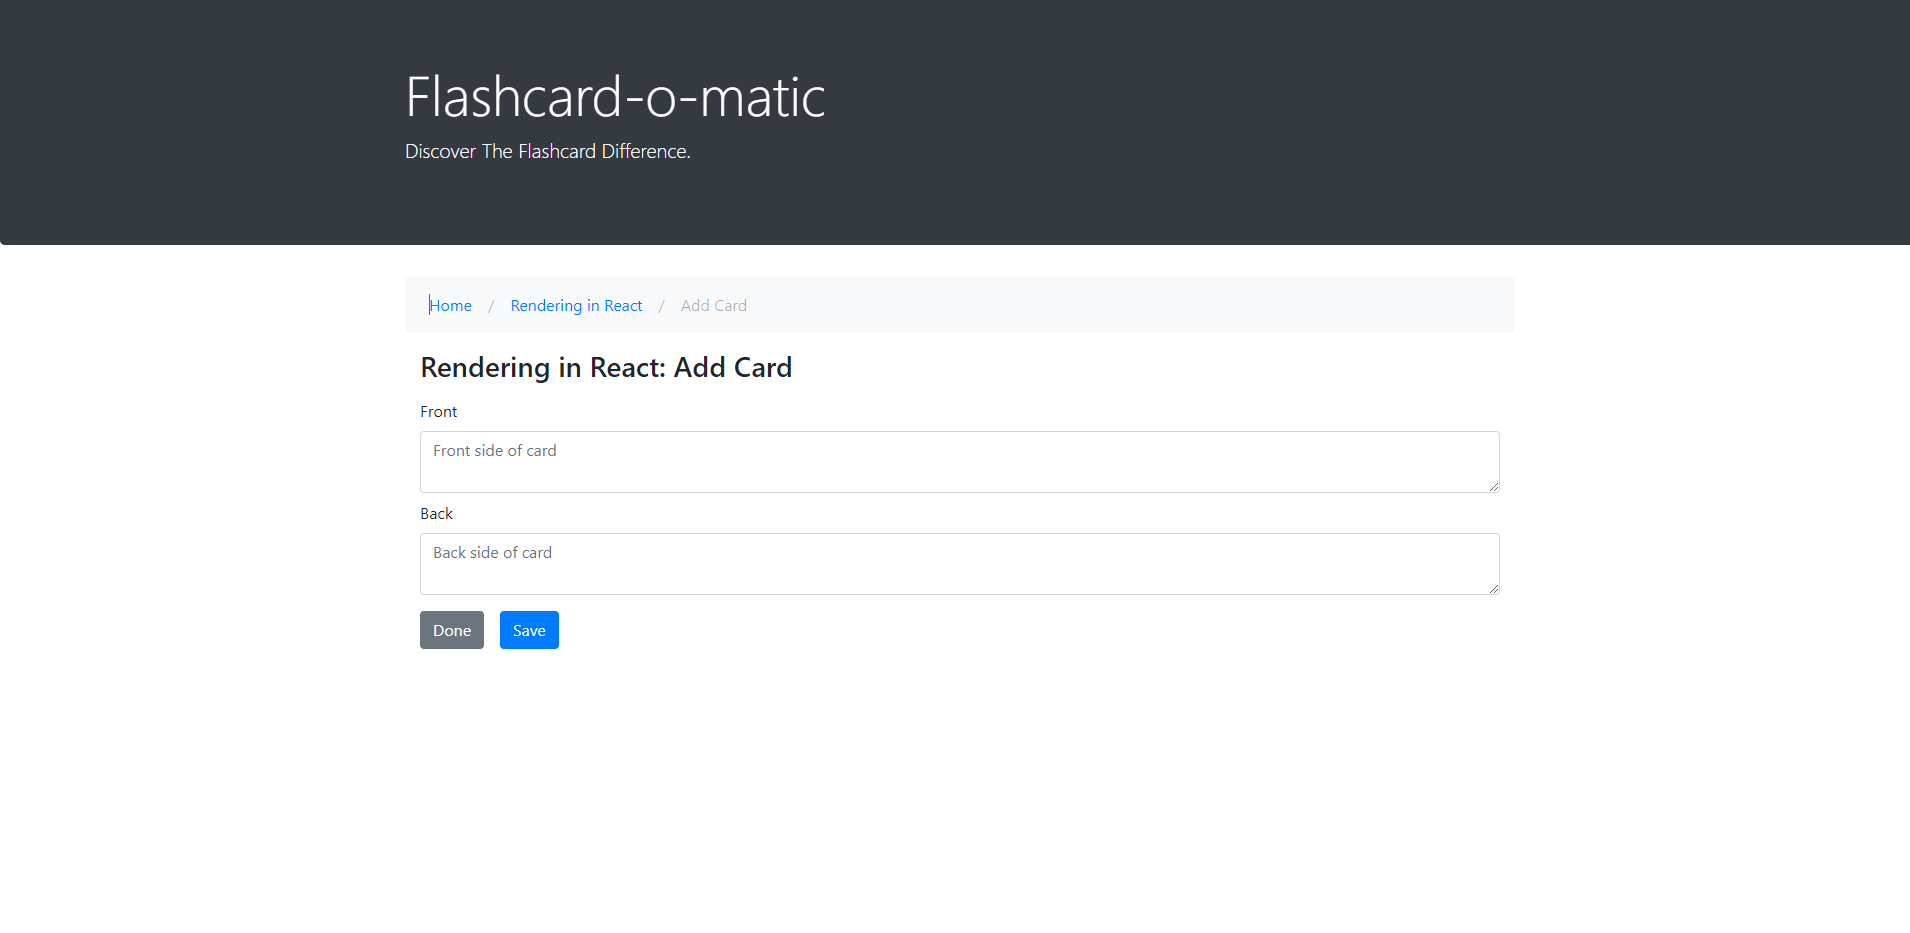 Flashcard-o-matic
Discover The Flashcard Difference.
Home / Rendering in React / Add Card
Rendering in React: Add Card
Front
Front side of card
Back
Back side of card
Done Save